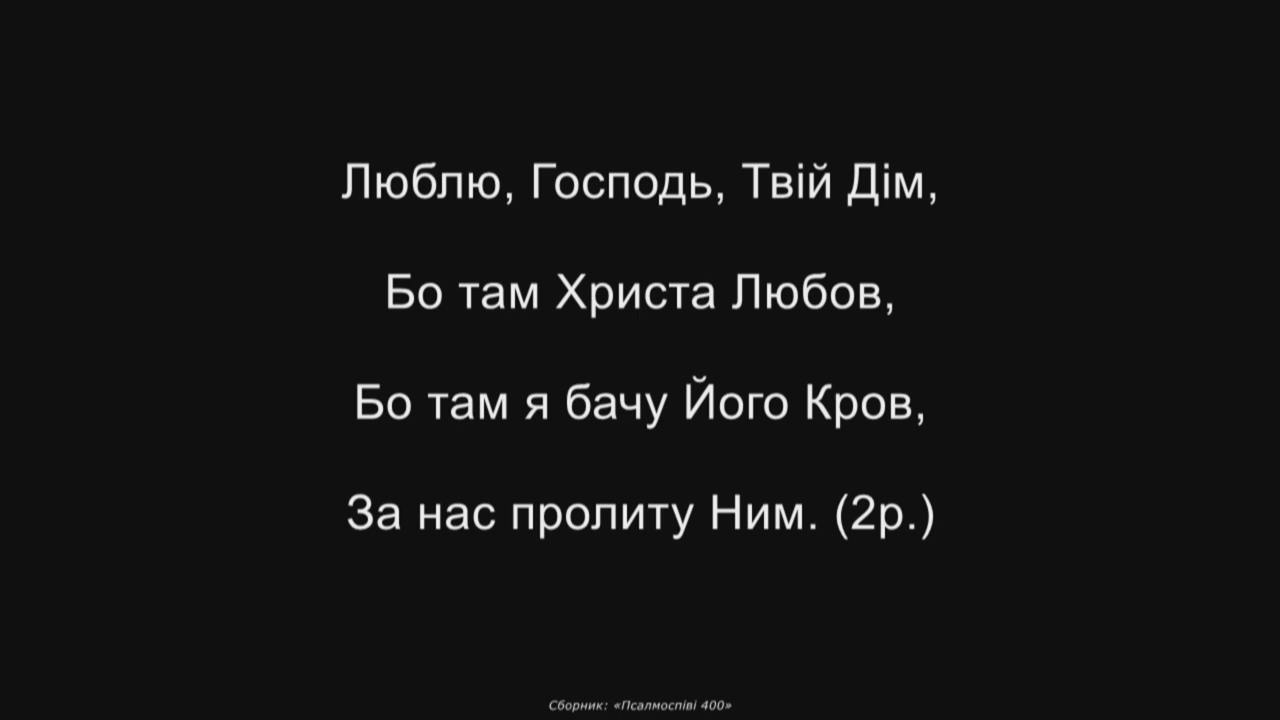 Люблю, Господь, Твій Дім,
Бо там Христа Любов,
Бо там я бачу Його Кров,
За нас пролиту Ним. (2р.)
Сборник: «Псалмоспіві 400»